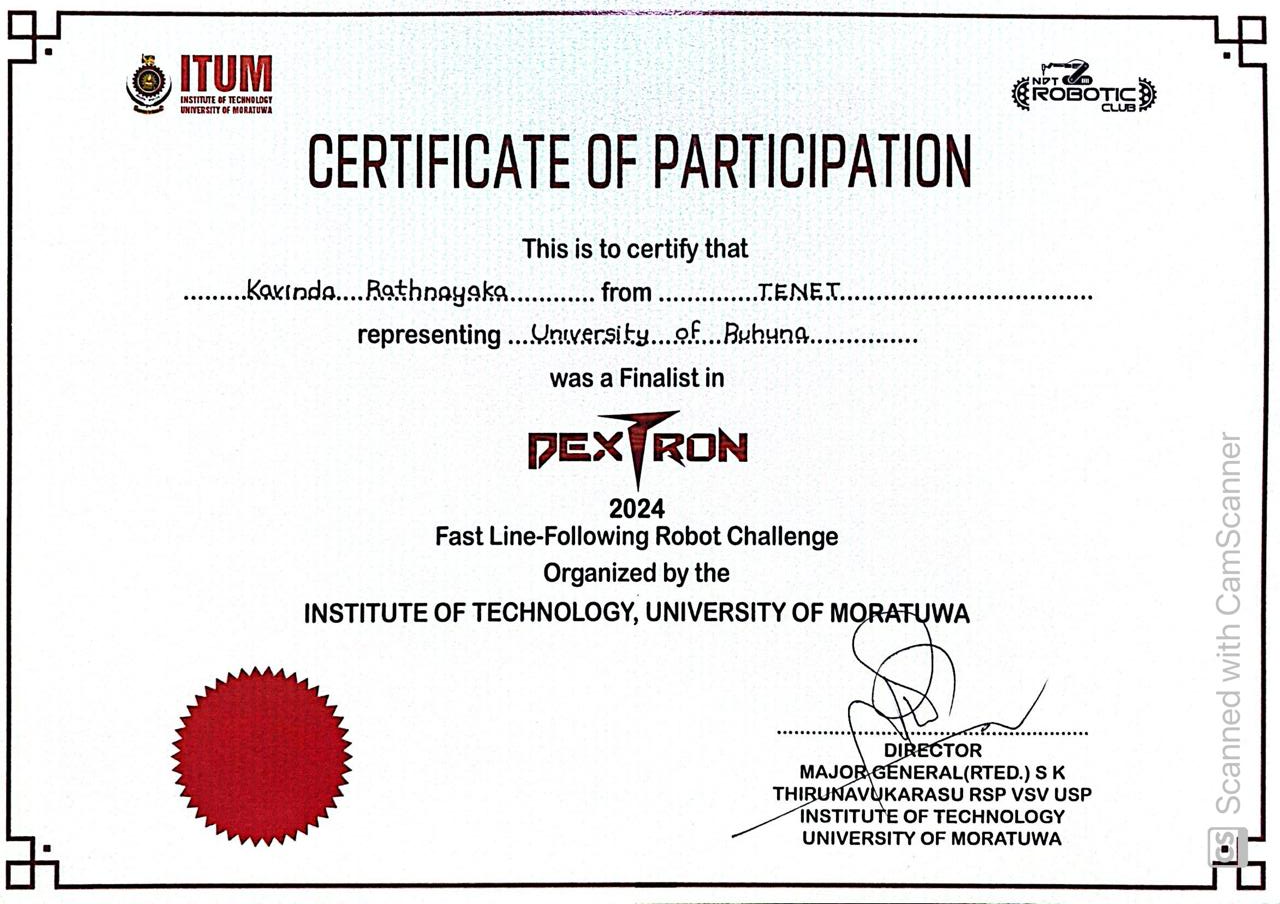 ITUM
INSTITUTE OF TECHNOLOGY
UNIVERSITY OF MORATUWA
NDT
ROBOTIC
CLUB
CERTIFICATE OF PARTICIPATION
This is to certify that
Kavinda Rathnayaka from TENET
representing University of Ruhuna
was a Finalist in
DEXTRON
2024
Fast Line-Following Robot Challenge
Organized by the
INSTITUTE OF TECHNOLOGY, UNIVERSITY OF MORATUWA
DIRECTOR
MAJOR GENERAL(RTED.) S K
THIRUNAVUKARASU RSP VSV USP
INSTITUTE OF TECHNOLOGY
UNIVERSITY OF MORATUWA
CS Scanned with CamScanner